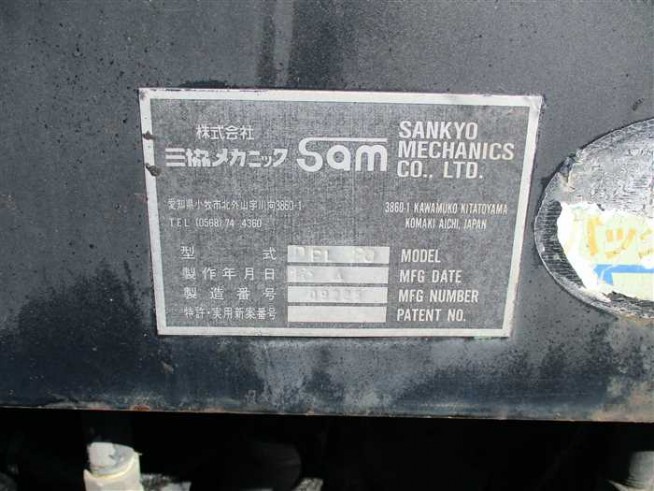 株式会社
三協メカニック
Sam
SANKYO
MECHANICS
CO., LTD.
愛知県小牧市北外山字川向3860-1
TEL (0568) 74 4360
3860-1 KAWAMUKO KITATOYAMA
KOMAKI AICHI, JAPAN
型 式 MODEL
製作年月日 MFG DATE
製造番号 MFG NUMBER
特許・実用新案番号 PATENT NO.